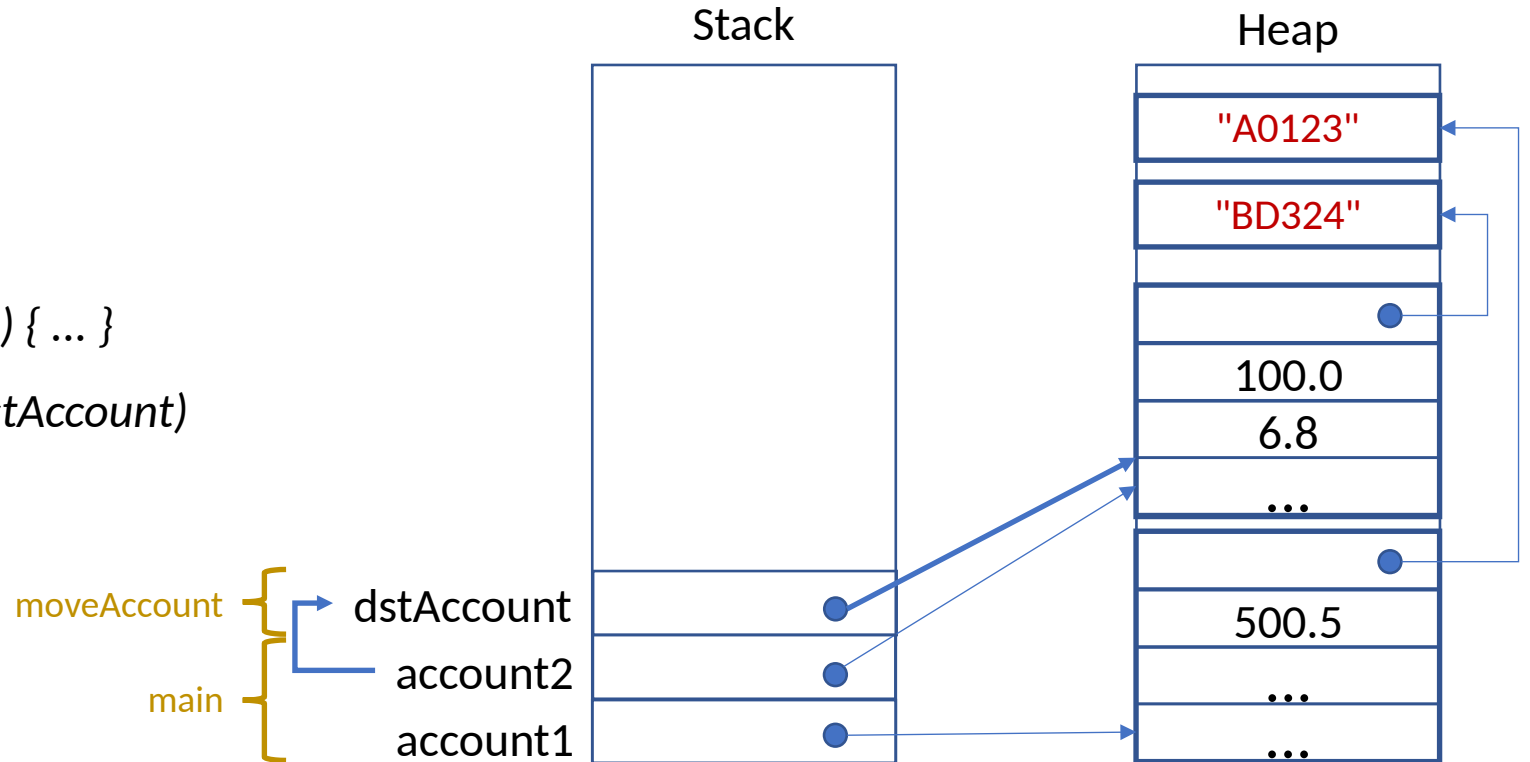 Stack
Heap
"A0123"
"BD324"
) { ... }
100.0
tAccount)
6.8
...
moveAccount
dstAccount
500.5
account2
main
...
account1
...